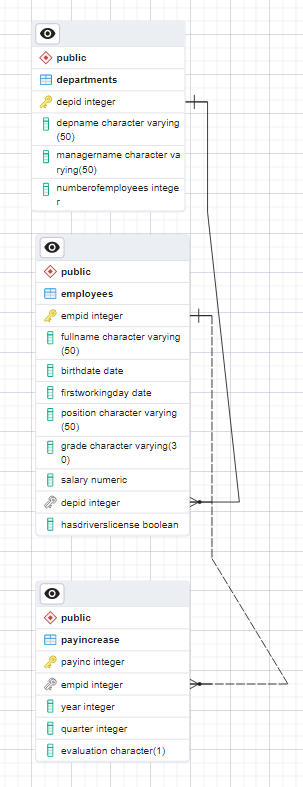 public
departments
depid integer
depname character varying
(50)
managername character va
rying(50)
numberofemployees intege
r
public
employees
empid integer
fullname character varying
(50)
birthdate date
firstworkingday date
position character varying
(50)
grade character varying(3
0)
salary numeric
depid integer
hasdriverslicense boolean
public
payincrease
payinc integer
empid integer
year integer
quarter integer
evaluation character(1)